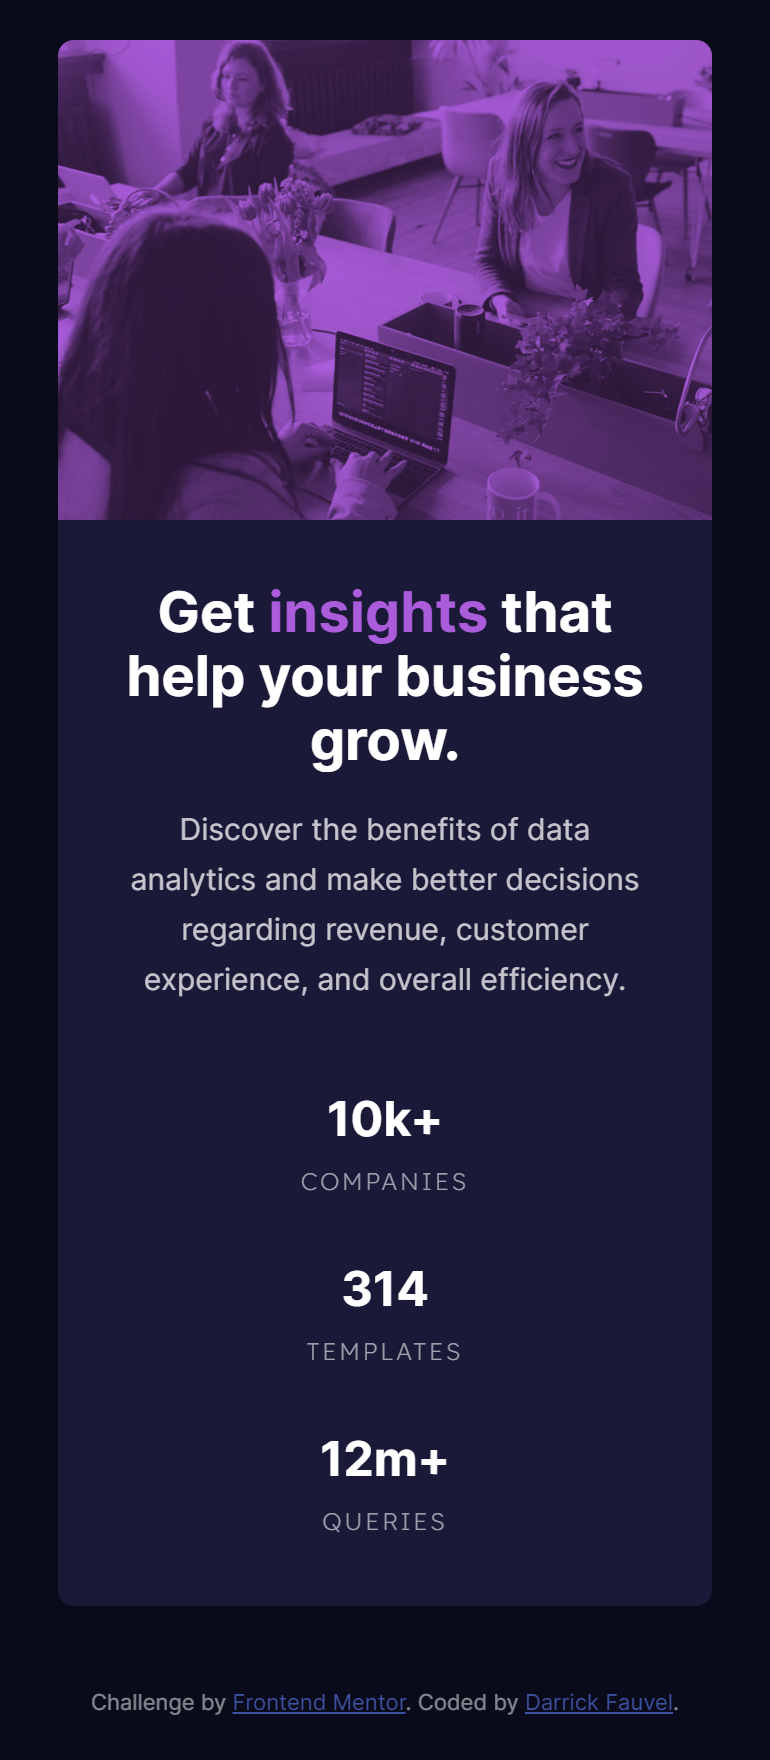 Get insights that
help your business
grow.
Discover the benefits of data
analytics and make better decisions
regarding revenue, customer
experience, and overall efficiency.
10k+
COMPANIES
314
TEMPLATES
12m+
QUERIES
Challenge by Frontend Mentor. Coded by Darrick Fauvel.